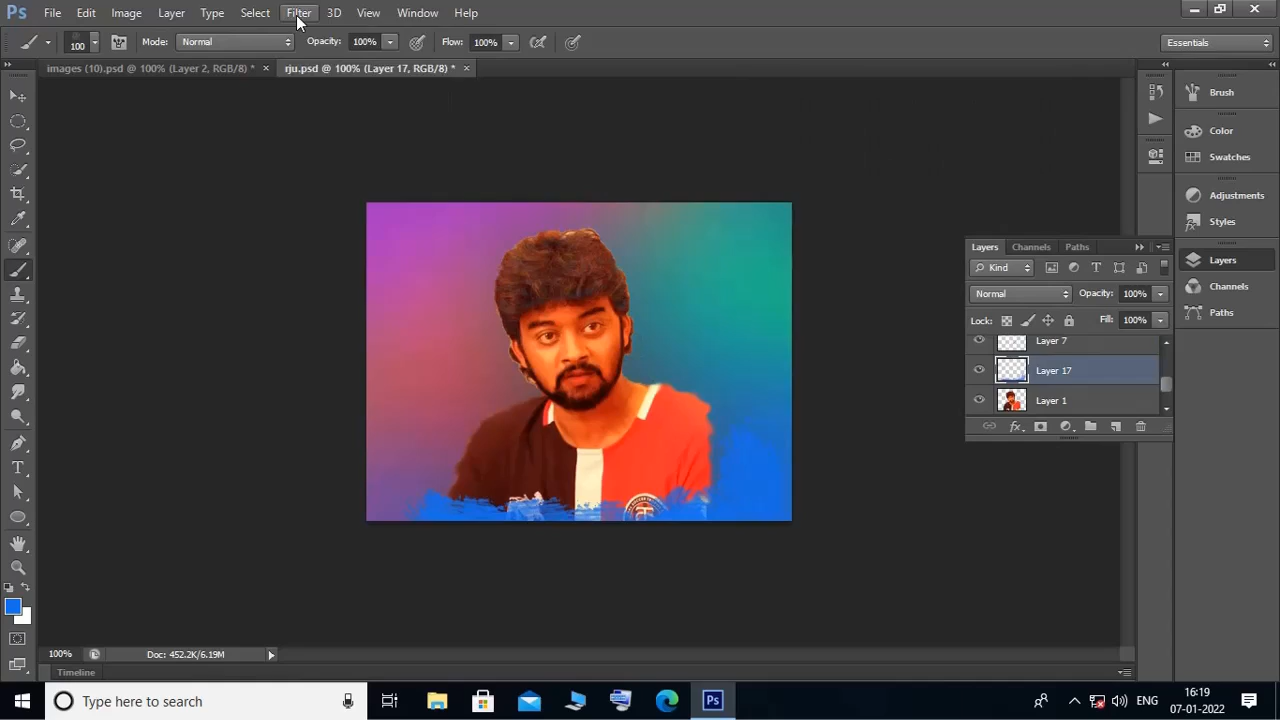 Ps File Edit Image Layer Type Select Filter 3D View Window Help
100 Mode: Normal Opacity: 100% Flow: 100% Essentials
images (10).psd @ 100% (Layer 2, RGB/8) * × rju.psd @ 100% (Layer 17, RGB/8) * ×
Brush
Color
Swatches
Adjustments
Styles
Layers
Channels
Paths
Layers Channels Paths
Kind
Normal Opacity: 100%
Lock: Fill: 100%
Layer 7
Layer 17
Layer 1
fx
100% Doc: 452.2K/6.19M
Timeline
Type here to search
Ps
ENG
16:19
07-01-2022